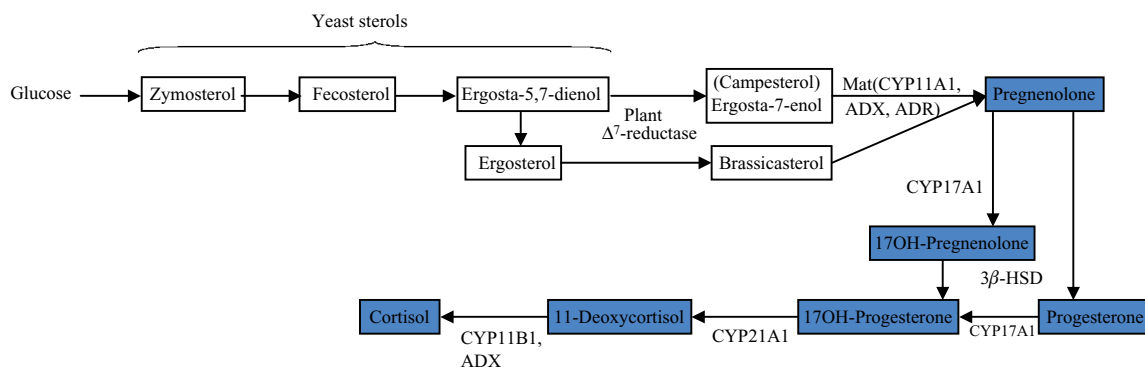 Yeast sterols
Glucose
Zymosterol
Fecosterol
Ergosta-5,7-dienol
(Campesterol)
Ergosta-7-enol
Mat(CYP11A1,
ADX, ADR)
Pregnenolone
Plant
Δ⁷-reductase
Ergosterol
Brassicasterol
CYP17A1
17OH-Pregnenolone
3β-HSD
Cortisol
11-Deoxycortisol
17OH-Progesterone
Progesterone
CYP11B1,
ADX
CYP21A1
CYP17A1